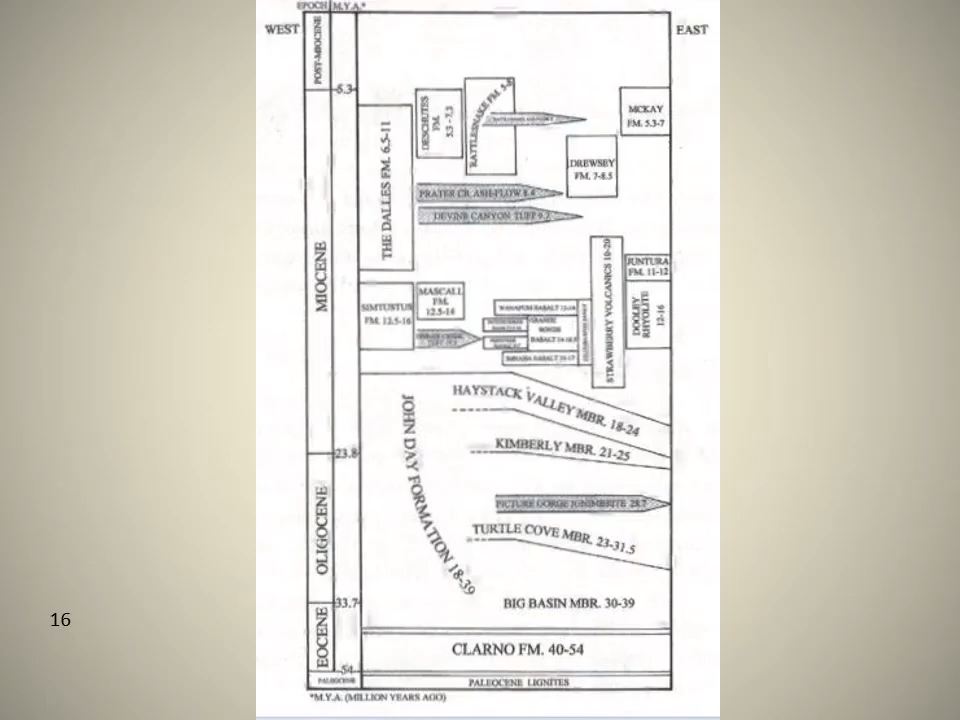 EPOCH M.Y.A.*
WEST
EAST
POST-MIOCENE
5.3
MIOCENE
23.8
OLIGOCENE
33.7
EOCENE
54
PALEOCENE
THE DALLES FM. 6.5-11
DESCHUTES
FM.
5.3 - 7.5
RATTLESNAKE FM. 5-8
MCKAY
FM. 5.3-7
DREWSEY
FM. 7-8.5
PRATER CR. ASH-FLOW 8.4
DEVINE CANYON TUFF 9.2
STRAWBERRY VOLCANICS 10-20
JUNTURA
FM. 11-12
DOOLEY
RHYOLITE
12-16
SIMTUSTUS
FM. 12.5-16
MASCALL
FM.
12.5-14
WANAPUM BASALT
GRANDE
RONDE
BASALT
IMNAHA BASALT 16-17
HAYSTACK VALLEY MBR. 18-24
KIMBERLY MBR. 21-25
JOHN DAY FORMATION 18-39
PICTURE GORGE IGNIMBRITE 28.7
TURTLE COVE MBR. 23-31.5
BIG BASIN MBR. 30-39
CLARNO FM. 40-54
PALEOCENE LIGNITES
*M.Y.A. (MILLION YEARS AGO)
16